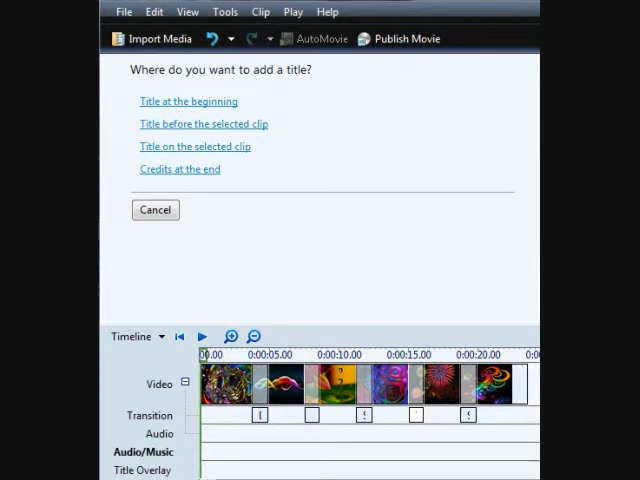 File Edit View Tools Clip Play Help
Import Media AutoMovie Publish Movie
Where do you want to add a title?
Title at the beginning
Title before the selected clip
Title on the selected clip
Credits at the end
Cancel
Timeline
00.00 0:00:05.00 0:00:10.00 0:00:15.00 0:00:20.00
Video
Transition
Audio
Audio/Music
Title Overlay